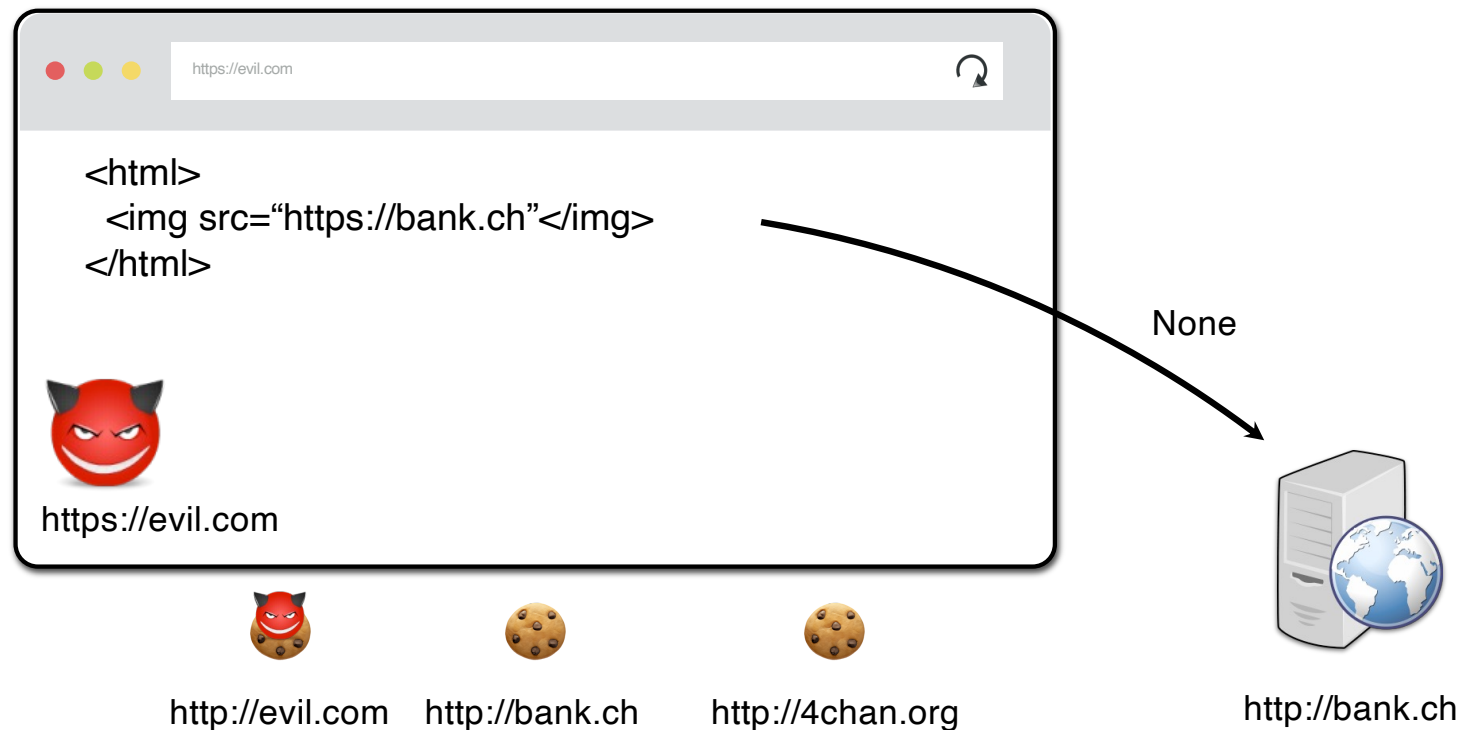 https://evil.com
<html>
<img src=“https://bank.ch”</img>
</html>
None
https://evil.com
http://evil.com
http://bank.ch
http://4chan.org
http://bank.ch